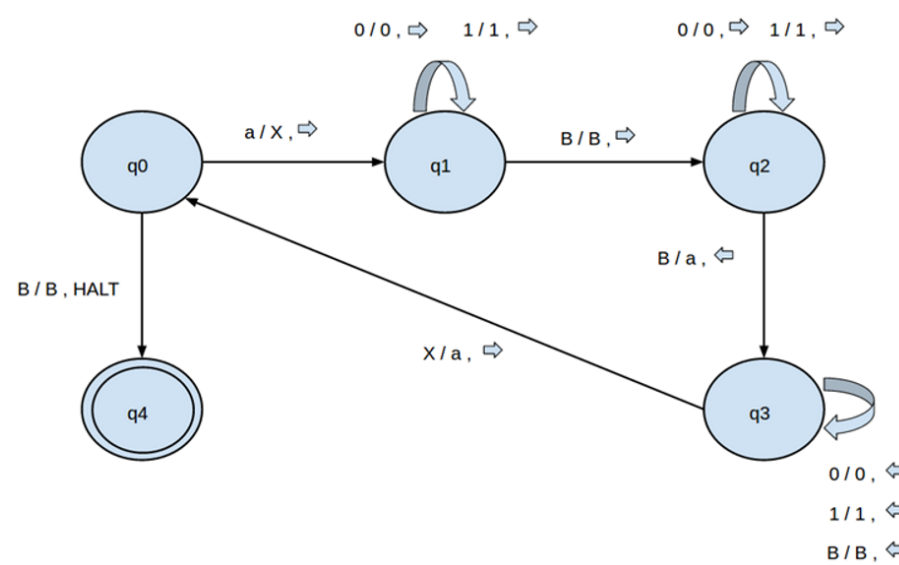 0 / 0 , ⇨ 1 / 1 , ⇨
0 / 0 , ⇨ 1 / 1 , ⇨
a / X , ⇨
B / B , ⇨
q0
q1
q2
B / a , ⇦
B / B , HALT
X / a , ⇨
q4
q3
0 / 0 , ⇦
1 / 1 , ⇦
B / B , ⇦